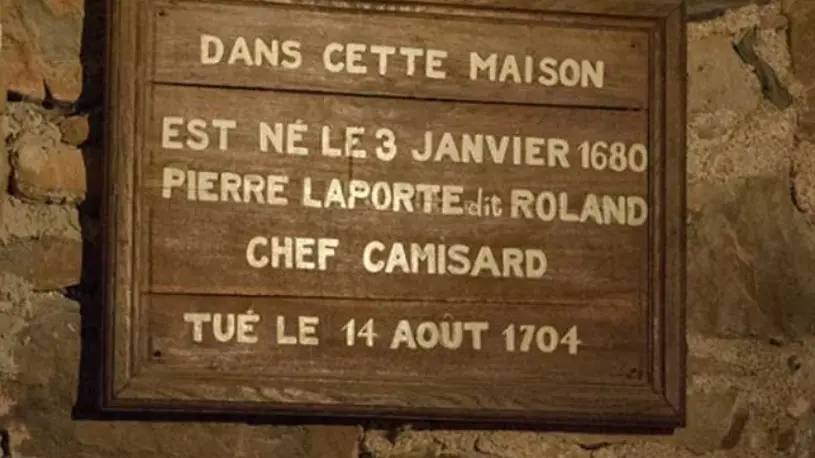 DANS CETTE MAISON
EST NÉ LE 3 JANVIER 1680
PIERRE LAPORTE dit ROLAND
CHEF CAMISARD
TUÉ LE 14 AOÛT 1704